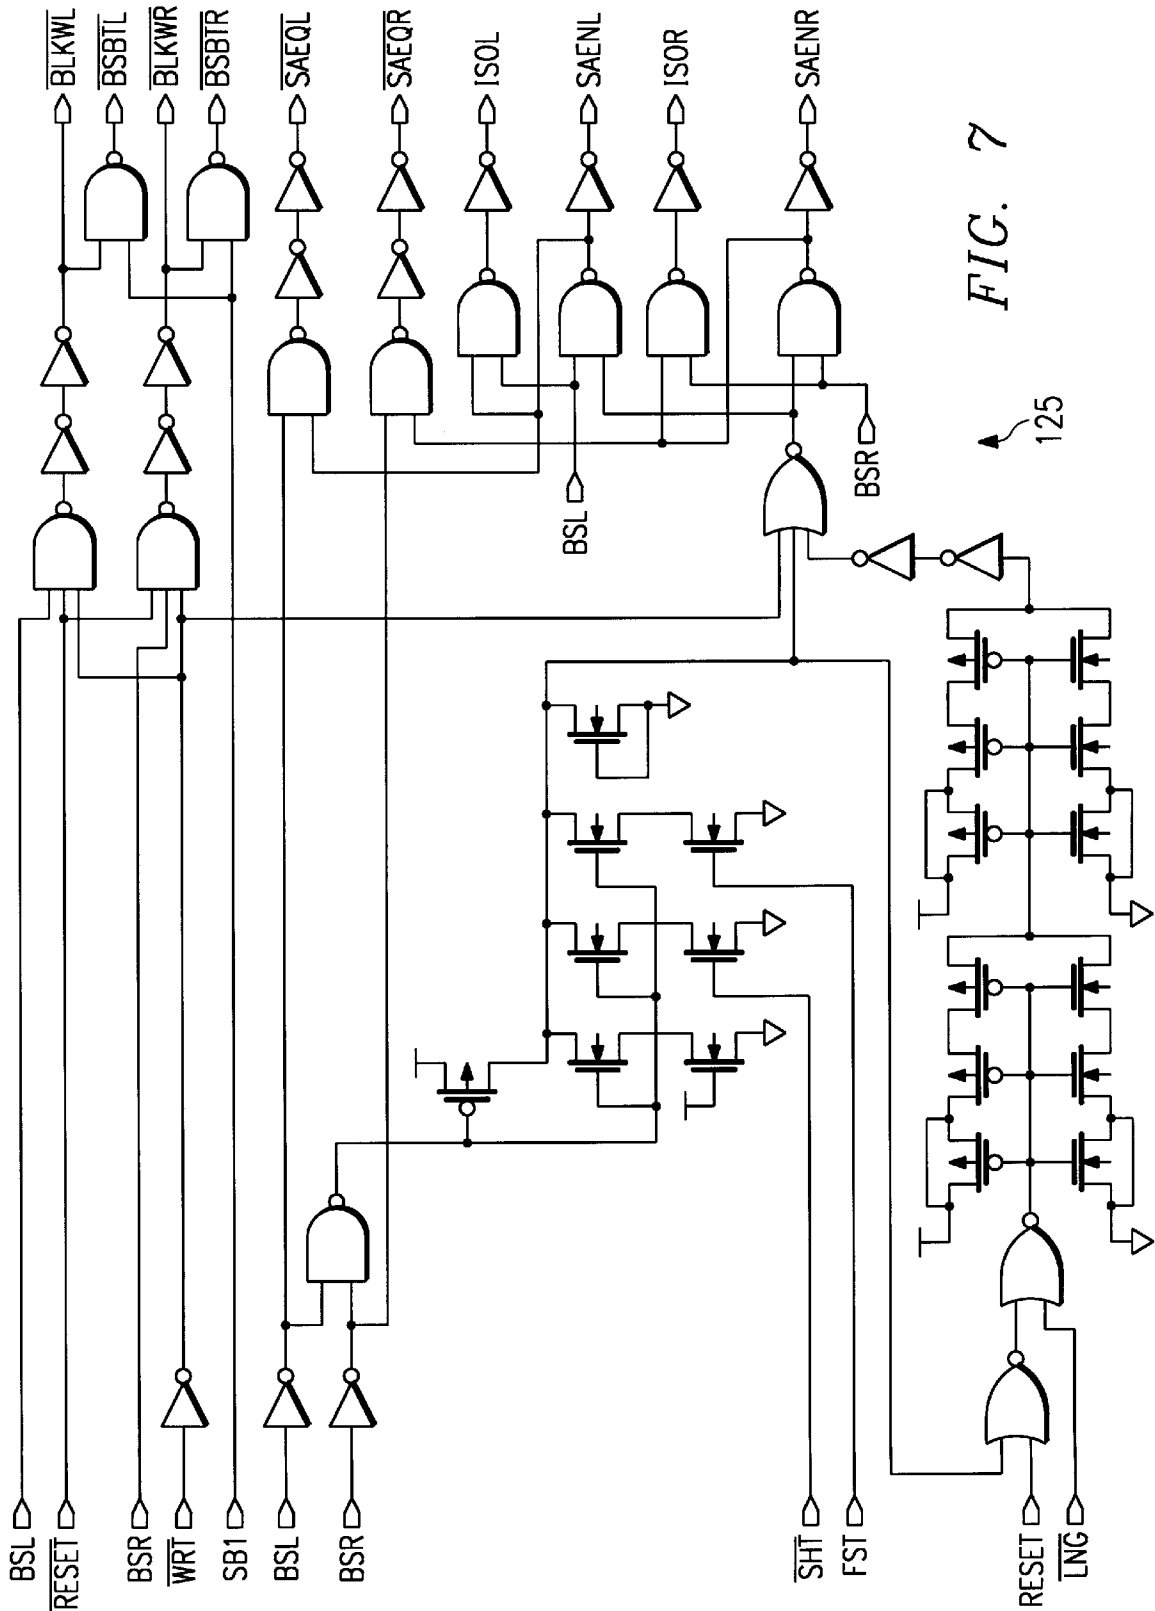 BSL
RESET
BSR
WRT
SB1
BSL
BSR
SHT
FST
RESET
LNG
BSL
BSR
BLKWL
BSBTL
BLKWR
BSBTR
SAEQL
SAEQR
ISOL
SAENL
ISOR
SAENR
125
FIG. 7